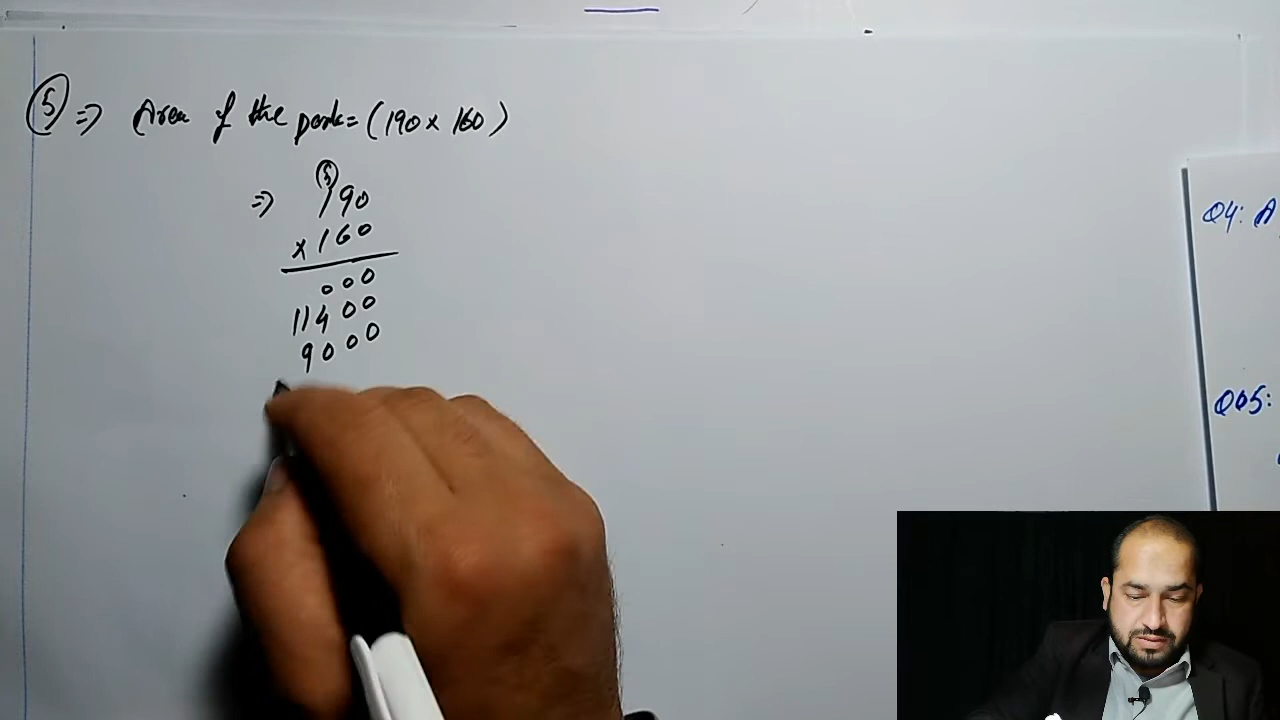 ⑤ => Area of the park = (190 × 160)
⑤
=> 190
× 160
000
11400
9000
Q4: A
Q05: